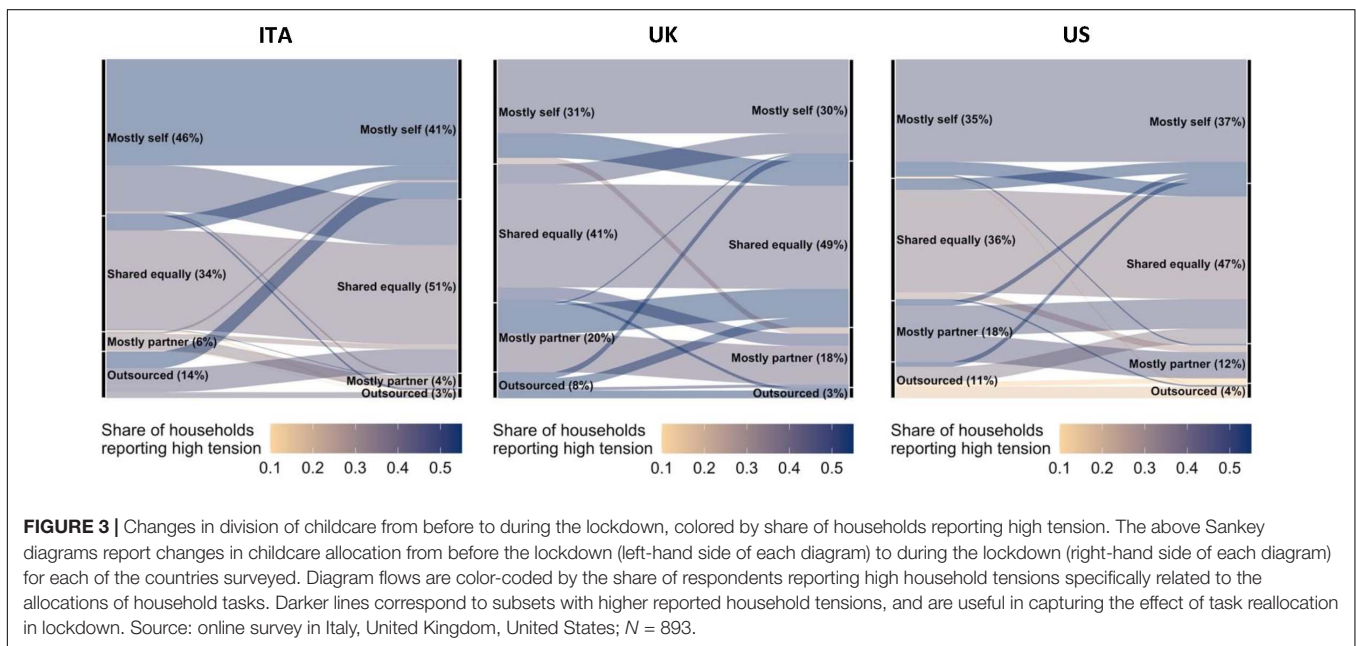 ITA
UK
US
Mostly self (46%)
Mostly self (41%)
Shared equally (34%)
Shared equally (51%)
Mostly partner (6%)
Outsourced (14%)
Mostly partner (4%)
Outsourced (3%)
Mostly self (31%)
Mostly self (30%)
Shared equally (41%)
Shared equally (49%)
Mostly partner (20%)
Mostly partner (18%)
Outsourced (8%)
Outsourced (3%)
Mostly self (35%)
Mostly self (37%)
Shared equally (36%)
Shared equally (47%)
Mostly partner (18%)
Mostly partner (12%)
Outsourced (11%)
Outsourced (4%)
Share of households
reporting high tension
0.1 0.2 0.3 0.4 0.5
Share of households
reporting high tension
0.1 0.2 0.3 0.4 0.5
Share of households
reporting high tension
0.1 0.2 0.3 0.4 0.5
FIGURE 3 | Changes in division of childcare from before to during the lockdown, colored by share of households reporting high tension. The above Sankey
diagrams report changes in childcare allocation from before the lockdown (left-hand side of each diagram) to during the lockdown (right-hand side of each diagram)
for each of the countries surveyed. Diagram flows are color-coded by the share of respondents reporting high household tensions specifically related to the
allocations of household tasks. Darker lines correspond to subsets with higher reported household tensions, and are useful in capturing the effect of task reallocation
in lockdown. Source: online survey in Italy, United Kingdom, United States; N = 893.